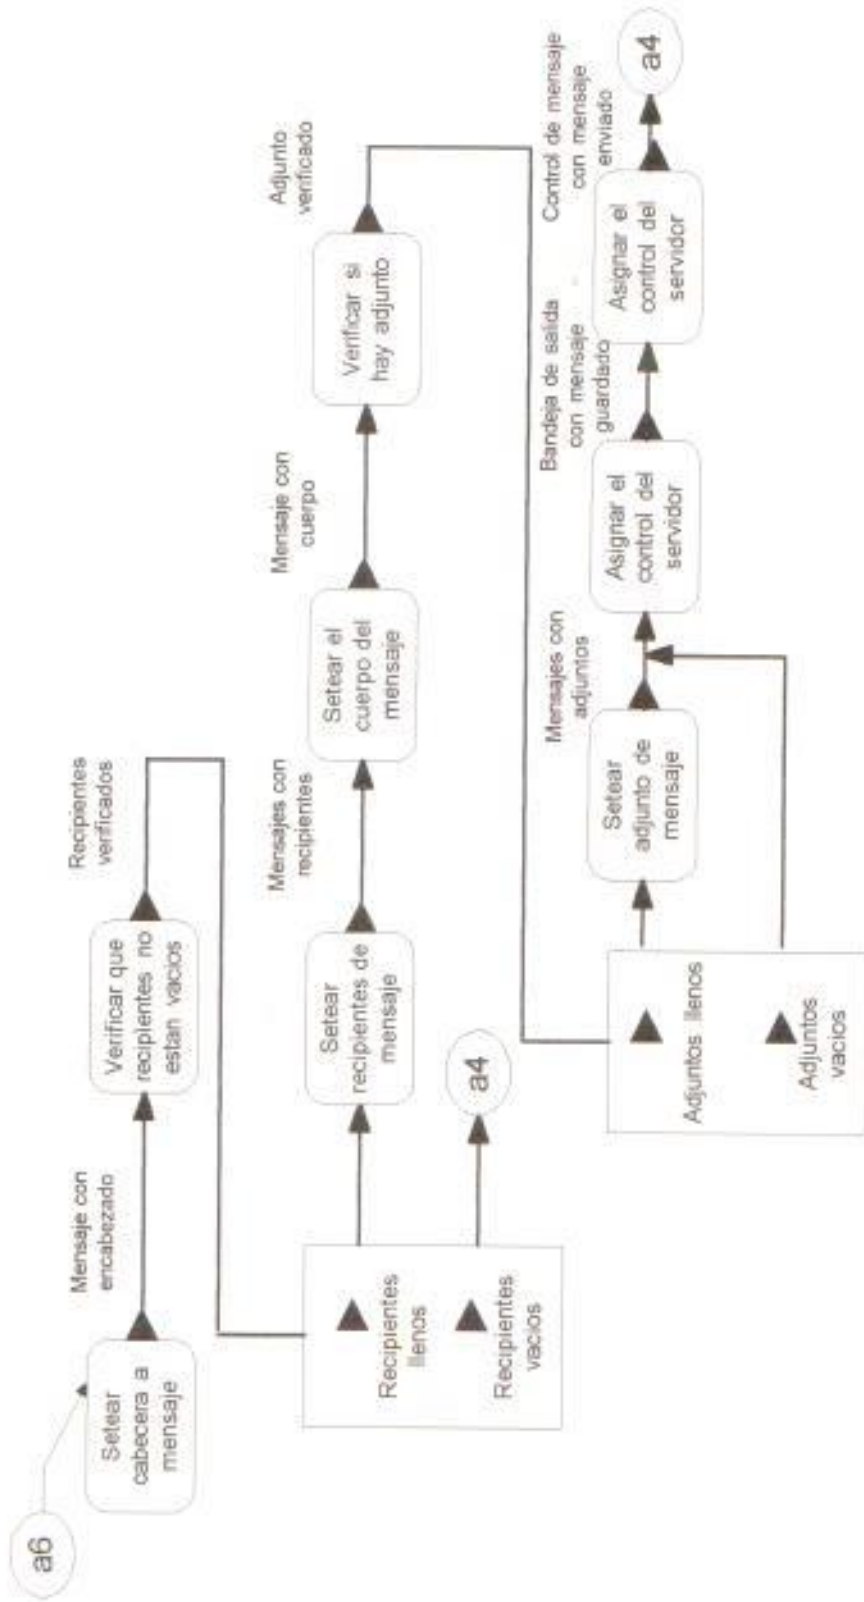 a6
Setear
cabecera a
mensaje
Mensaje con
encabezado
Verificar que
recipientes no
estan vacios
Recipientes
verificados
Recipientes
llenos
Recipientes
vacios
a4
Setear
recipientes de
mensaje
Mensajes con
recipientes
Setear el
cuerpo del
mensaje
Mensaje con
cuerpo
Verificar si
hay adjunto
Adjunto
verificado
Adjuntos llenos
Adjuntos
vacios
Setear
adjunto de
mensaje
Mensajes con
adjuntos
Asignar el
control del
servidor
Bandeja de salida
con mensaje
guardado
Asignar el
control del
servidor
Control de mensaje
con mensaje
enviado
a4